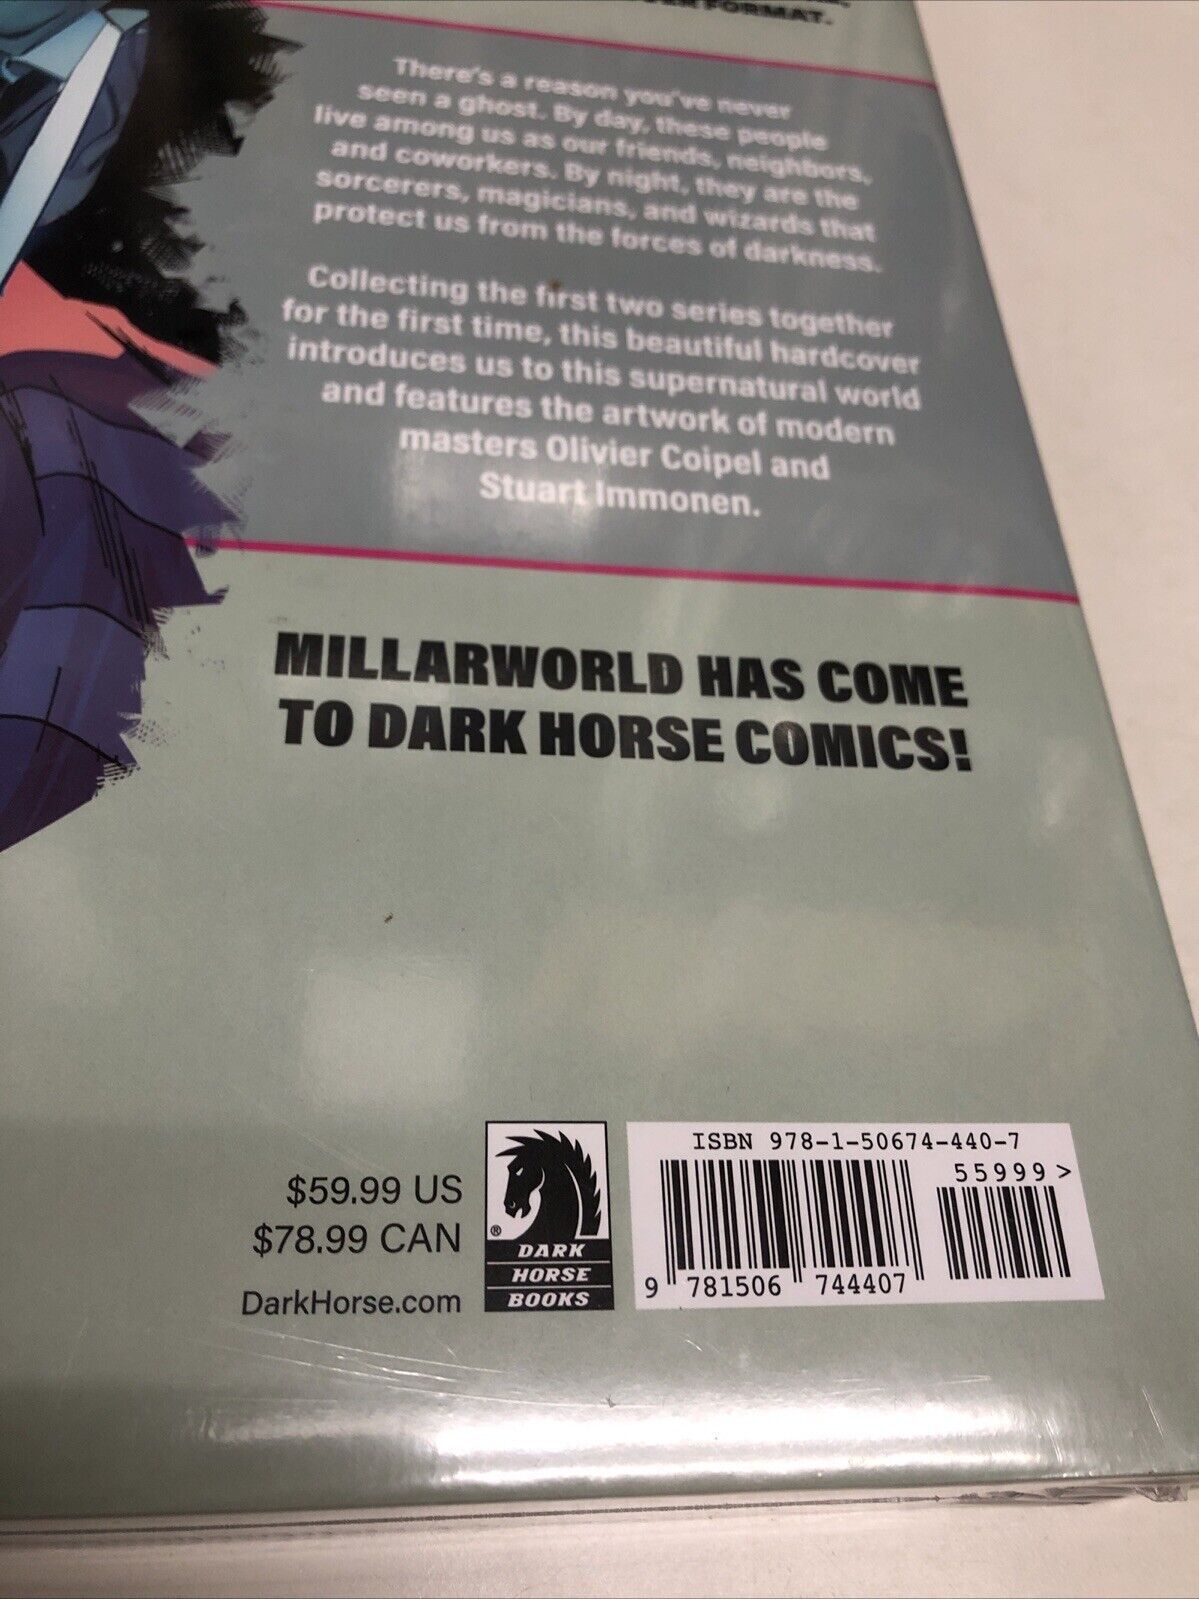 FORMAT.
There's a reason you've never
seen a ghost. By day, these people
live among us as our friends, neighbors,
and coworkers. By night, they are the
sorcerers, magicians, and wizards that
protect us from the forces of darkness.
Collecting the first two series together
for the first time, this beautiful hardcover
introduces us to this supernatural world
and features the artwork of modern
masters Olivier Coipel and
Stuart Immonen.
MILLARWORLD HAS COME
TO DARK HORSE COMICS!
$59.99 US
$78.99 CAN
DarkHorse.com
®
DARK
HORSE
BOOKS
ISBN 978-1-50674-440-7
55999>
9 781506 744407